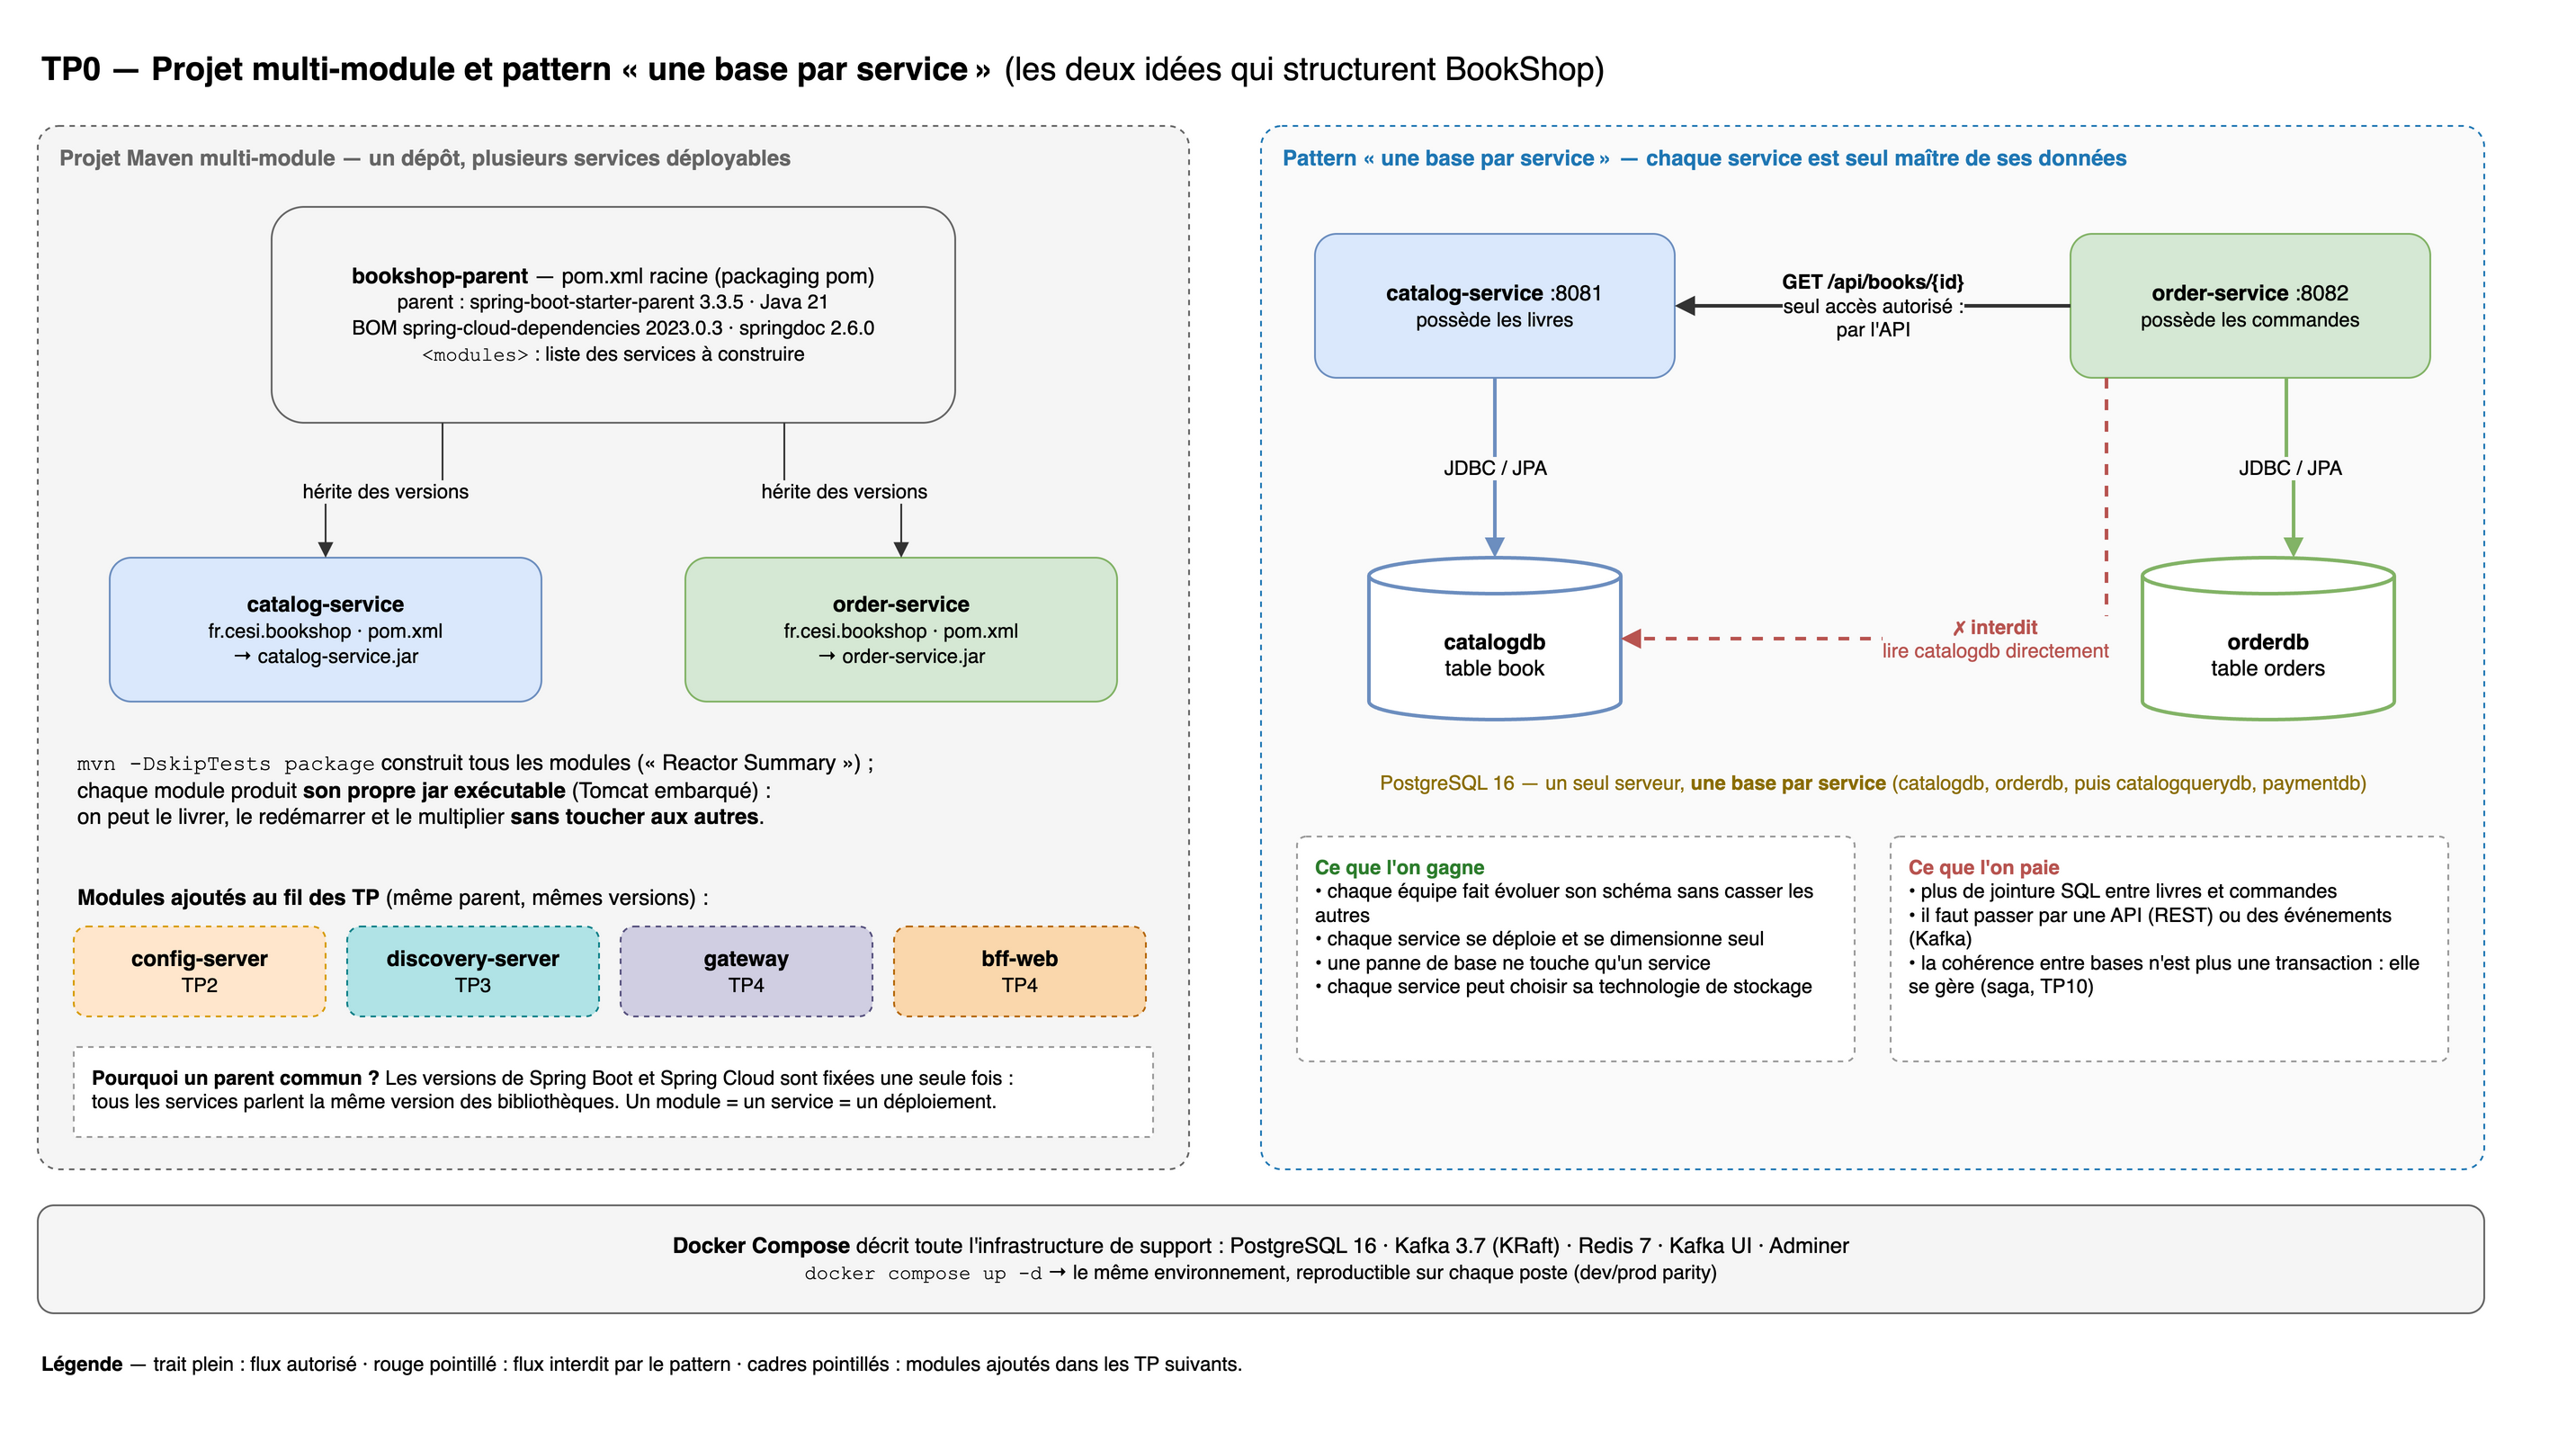 TP0 — Projet multi-module et pattern « une base par service » (les deux idées qui structurent BookShop)
Projet Maven multi-module — un dépôt, plusieurs services déployables
bookshop-parent — pom.xml racine (packaging pom)
parent : spring-boot-starter-parent 3.3.5 · Java 21
BOM spring-cloud-dependencies 2023.0.3 · springdoc 2.6.0
<modules> : liste des services à construire
hérite des versions
hérite des versions
catalog-service
fr.cesi.bookshop · pom.xml
→ catalog-service.jar
order-service
fr.cesi.bookshop · pom.xml
→ order-service.jar
mvn -DskipTests package construit tous les modules (« Reactor Summary ») ;
chaque module produit son propre jar exécutable (Tomcat embarqué) :
on peut le livrer, le redémarrer et le multiplier sans toucher aux autres.
Modules ajoutés au fil des TP (même parent, mêmes versions) :
config-server
TP2
discovery-server
TP3
gateway
TP4
bff-web
TP4
Pourquoi un parent commun ? Les versions de Spring Boot et Spring Cloud sont fixées une seule fois :
tous les services parlent la même version des bibliothèques. Un module = un service = un déploiement.
Pattern « une base par service » — chaque service est seul maître de ses données
catalog-service :8081
possède les livres
GET /api/books/{id}
seul accès autorisé :
par l'API
order-service :8082
possède les commandes
JDBC / JPA
JDBC / JPA
catalogdb
table book
✗ interdit
lire catalogdb directement
orderdb
table orders
PostgreSQL 16 — un seul serveur, une base par service (catalogdb, orderdb, puis catalogquerydb, paymentdb)
Ce que l'on gagne
• chaque équipe fait évoluer son schéma sans casser les
autres
• chaque service se déploie et se dimensionne seul
• une panne de base ne touche qu'un service
• chaque service peut choisir sa technologie de stockage
Ce que l'on paie
• plus de jointure SQL entre livres et commandes
• il faut passer par une API (REST) ou des événements
(Kafka)
• la cohérence entre bases n'est plus une transaction : elle
se gère (saga, TP10)
Docker Compose décrit toute l'infrastructure de support : PostgreSQL 16 · Kafka 3.7 (KRaft) · Redis 7 · Kafka UI · Adminer
docker compose up -d → le même environnement, reproductible sur chaque poste (dev/prod parity)
Légende — trait plein : flux autorisé · rouge pointillé : flux interdit par le pattern · cadres pointillés : modules ajoutés dans les TP suivants.